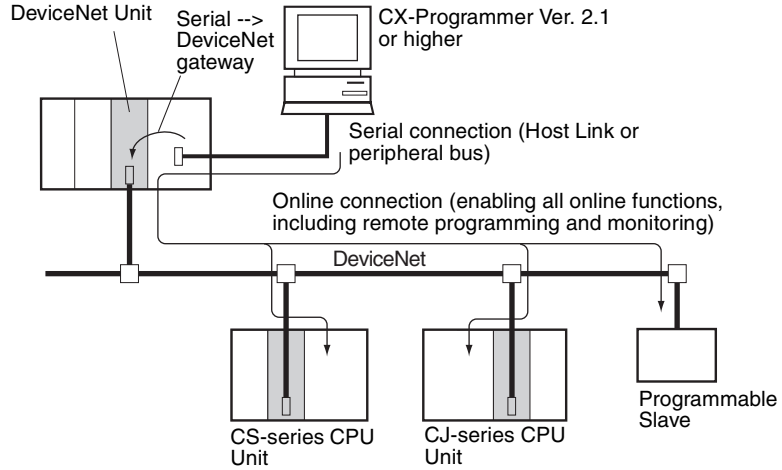 DeviceNet Unit
Serial -->
DeviceNet
gateway
CX-Programmer Ver. 2.1
or higher
Serial connection (Host Link or
peripheral bus)
Online connection (enabling all online functions,
including remote programming and monitoring)
DeviceNet
CS-series CPU
Unit
CJ-series CPU
Unit
Programmable
Slave